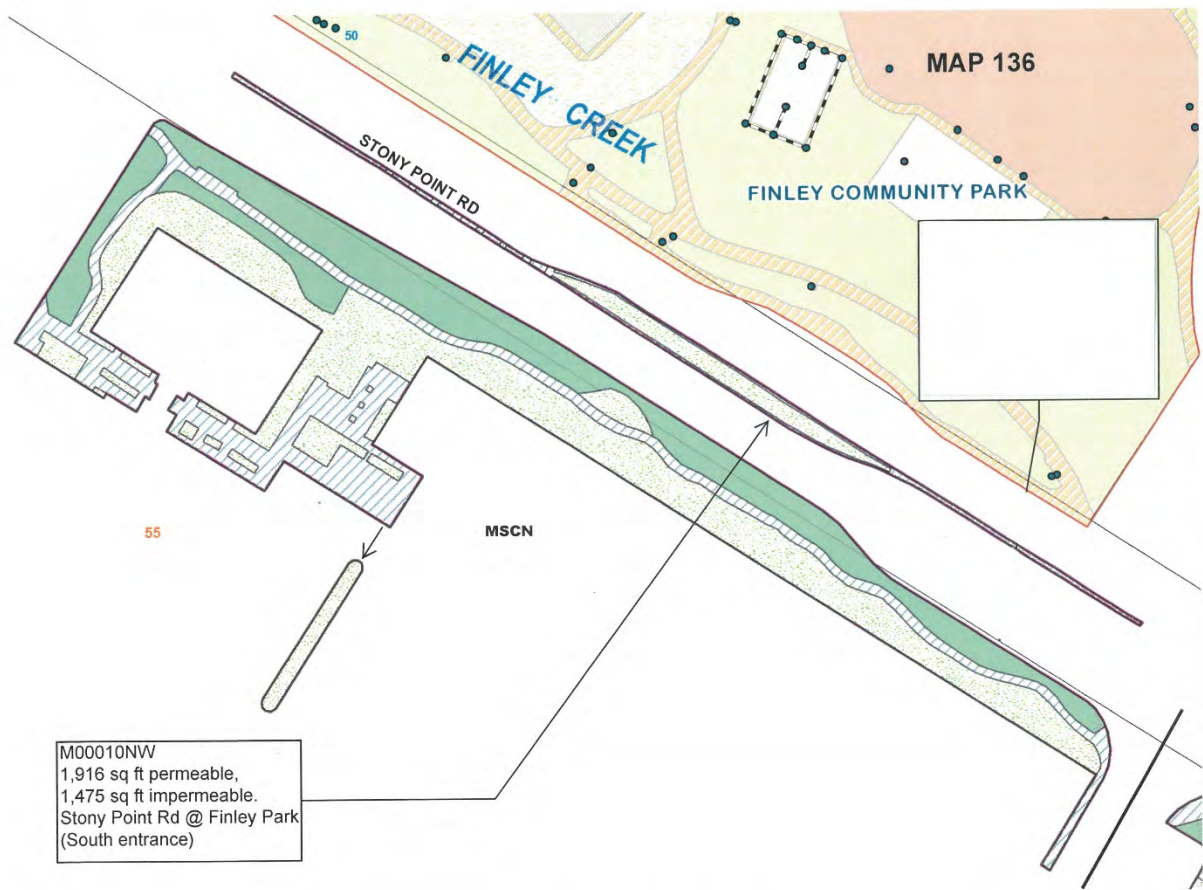 50
FINLEY CREEK
MAP 136
STONY POINT RD
FINLEY COMMUNITY PARK
55
MSCN
M00010NW
1,916 sq ft permeable,
1,475 sq ft impermeable.
Stony Point Rd @ Finley Park
(South entrance)